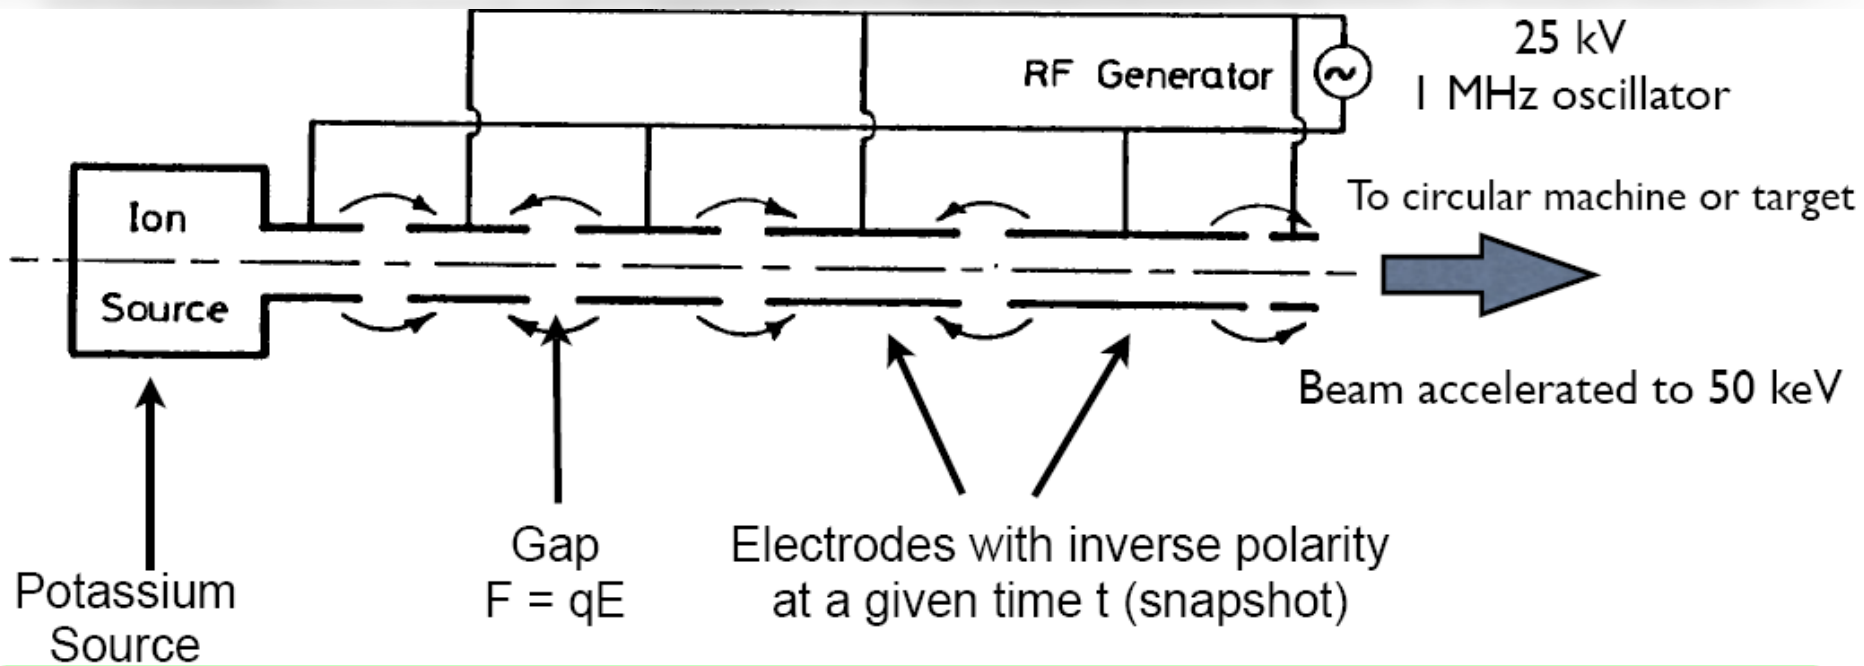 25 kV
RF Generator
1 MHz oscillator
To circular machine or target
Ion
Source
Beam accelerated to 50 keV
Gap
F = qE
Electrodes with inverse polarity
at a given time t (snapshot)
Potassium
Source